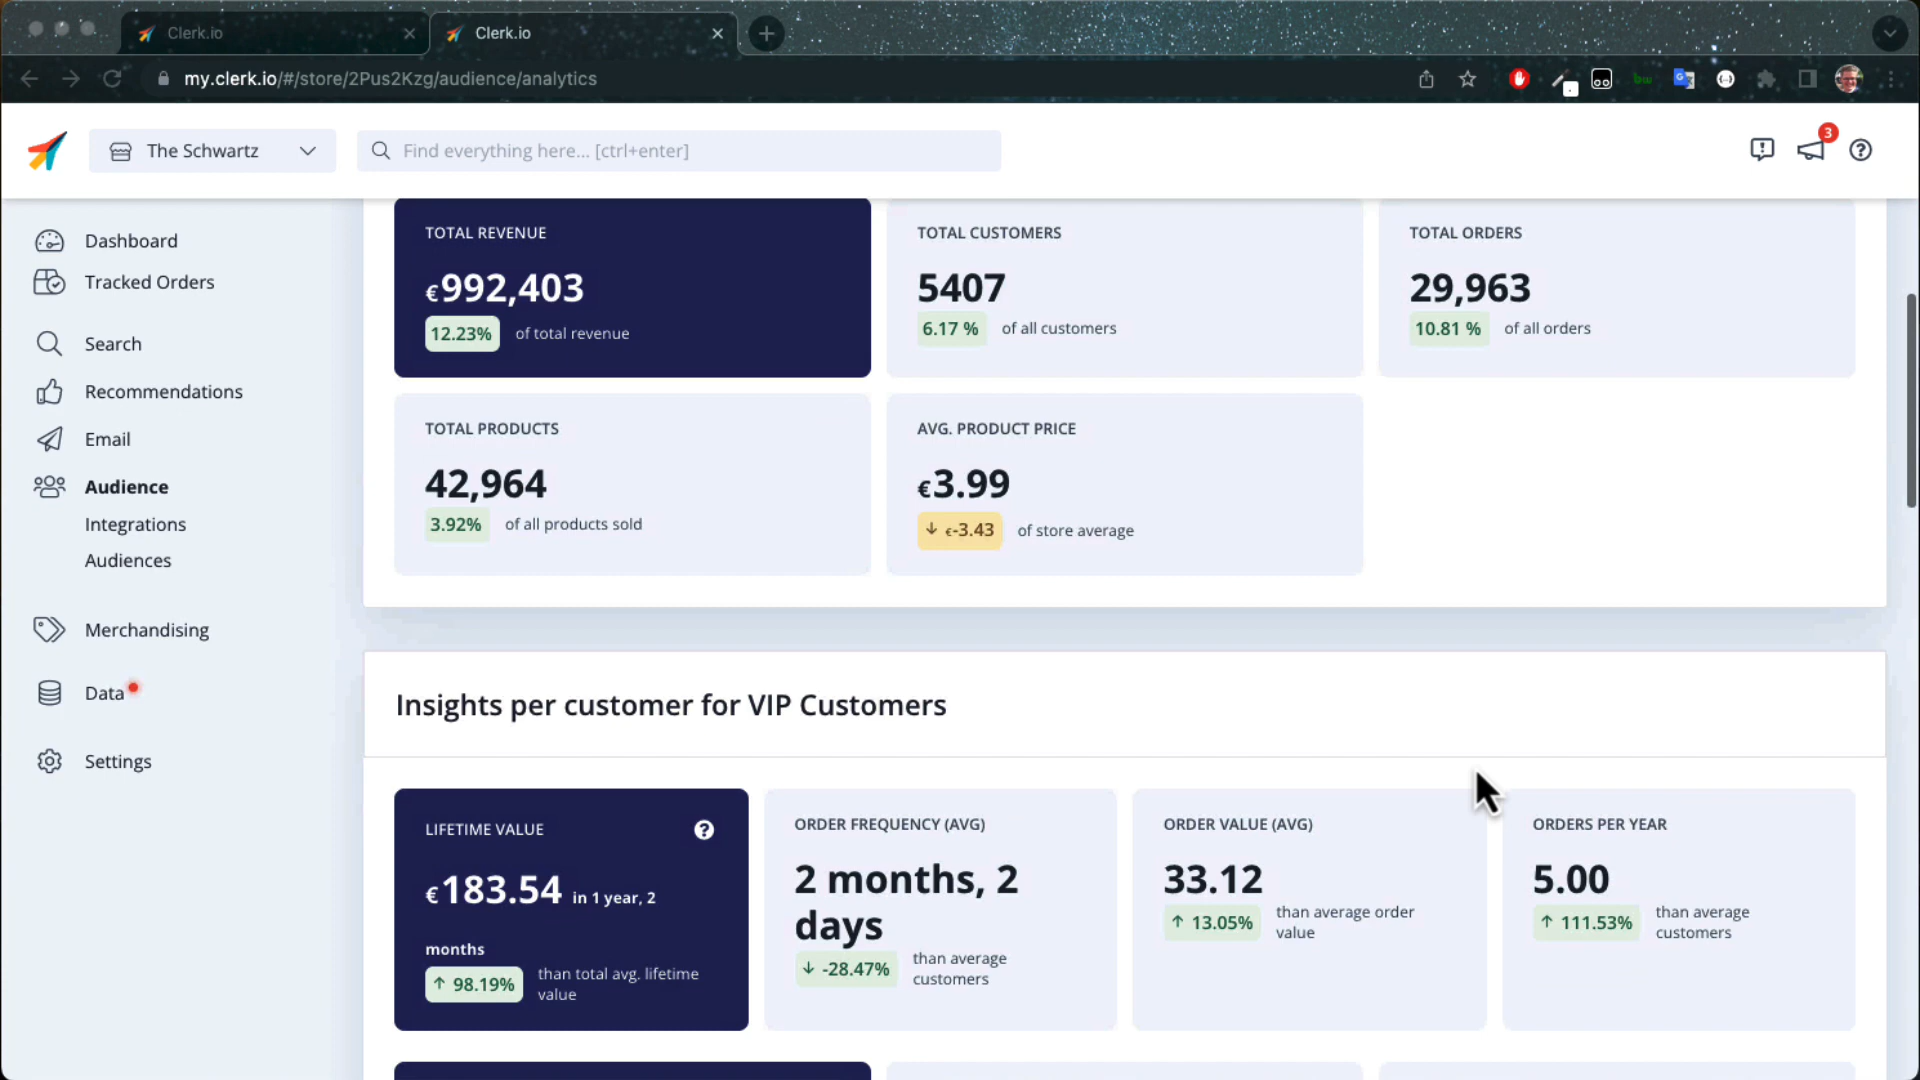 Clerk.io
Clerk.io
my.clerk.io/#/store/2Pus2Kzg/audience/analytics
bw
The Schwartz
Find everything here... [ctrl+enter]
3
Dashboard
Tracked Orders
Search
Recommendations
Email
Audience
Integrations
Audiences
Merchandising
Data
Settings
TOTAL REVENUE
€992,403
12.23% of total revenue
TOTAL CUSTOMERS
5407
6.17 % of all customers
TOTAL ORDERS
29,963
10.81 % of all orders
TOTAL PRODUCTS
42,964
3.92% of all products sold
AVG. PRODUCT PRICE
€3.99
↓ €-3.43 of store average
Insights per customer for VIP Customers
LIFETIME VALUE
€183.54 in 1 year, 2
months
↑ 98.19% than total avg. lifetime
value
ORDER FREQUENCY (AVG)
2 months, 2
days
↓ -28.47% than average
customers
ORDER VALUE (AVG)
33.12
↑ 13.05% than average order
value
ORDERS PER YEAR
5.00
↑ 111.53% than average
customers